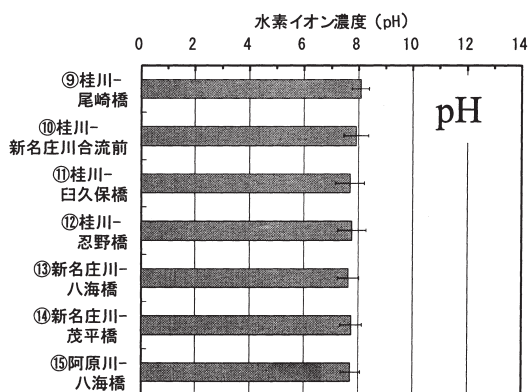 水素イオン濃度（pH）
0 2 4 6 8 10 12 14
pH
⑨桂川−
尾崎橋
⑩桂川−
新名庄川合流前
⑪桂川−
臼久保橋
⑫桂川−
忍野橋
⑬新名庄川−
八海橋
⑭新名庄川−
茂平橋
⑮阿原川−
八海橋